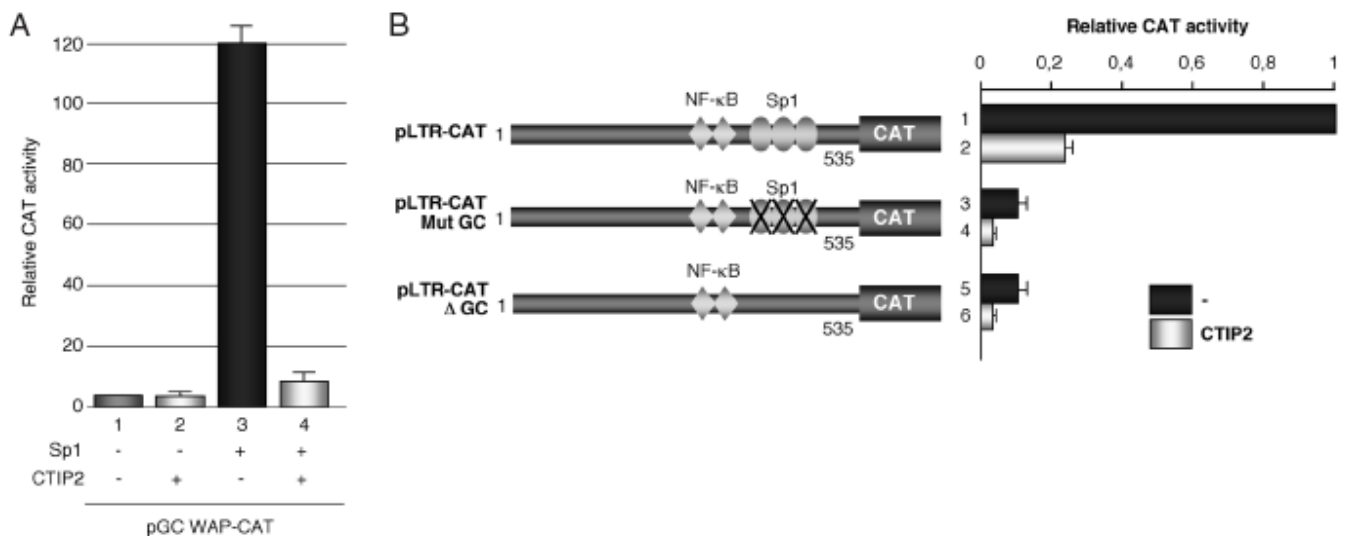 A
Relative CAT activity
120
100
80
60
40
20
0
1 2 3 4
Sp1 - - + +
CTIP2 - + - +
pGC WAP-CAT
B
Relative CAT activity
0 0,2 0,4 0,6 0,8 1
NF-κB Sp1
pLTR-CAT 1 CAT
535
1
2
NF-κB Sp1
pLTR-CAT
Mut GC 1 CAT
535
3
4
NF-κB
pLTR-CAT
Δ GC 1 CAT
535
5
6
-
CTIP2